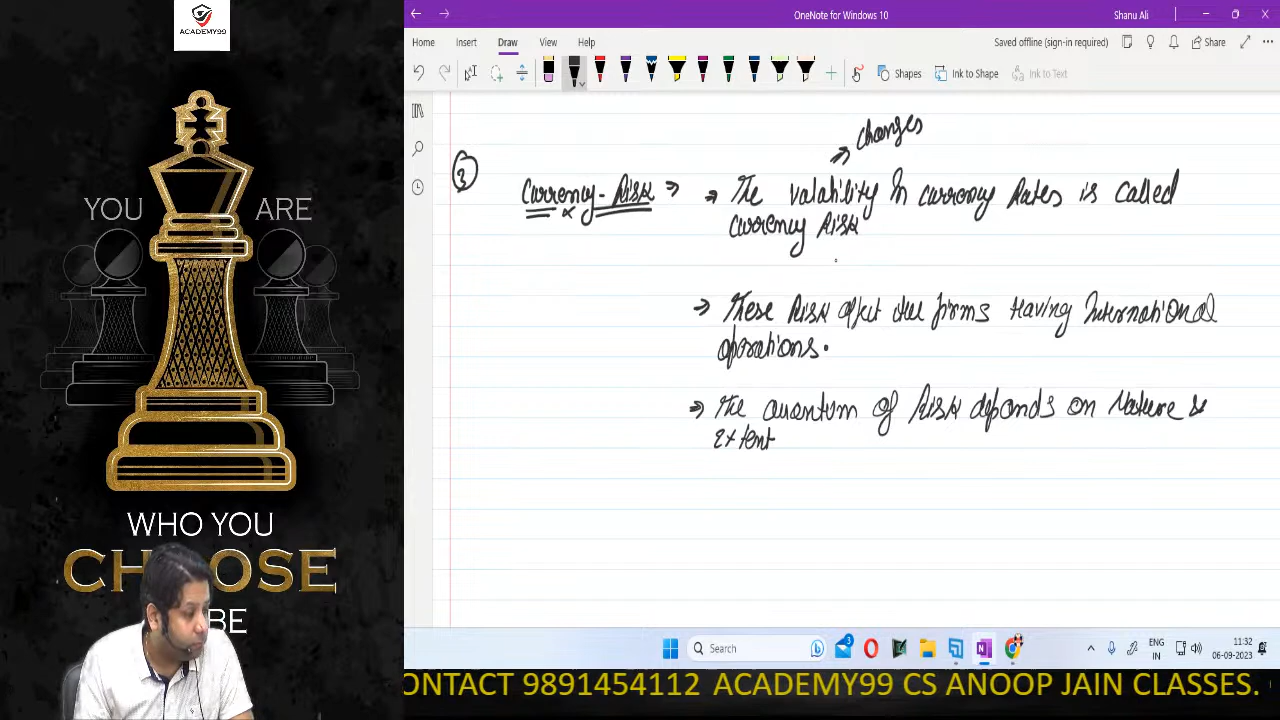 ACADEMY99
YOU ARE
WHO YOU
CH OSE
BE
OneNote for Windows 10
Shanu Ali
Home Insert Draw View Help
Saved offline (sign-in required)
Share
Shapes
Ink to Shape
Ink to Text
changes
3
Currency - Risk ⇒
→ The valability In currency Rates is called
currency Risk
→ These Risk afect the firms Having International
operations.
→ The quantum of Risk depends on Nature &
Extent
Search
3
ENG
IN
11:32
06-09-2023
ONTACT 9891454112 ACADEMY99 CS ANOOP JAIN CLASSES.